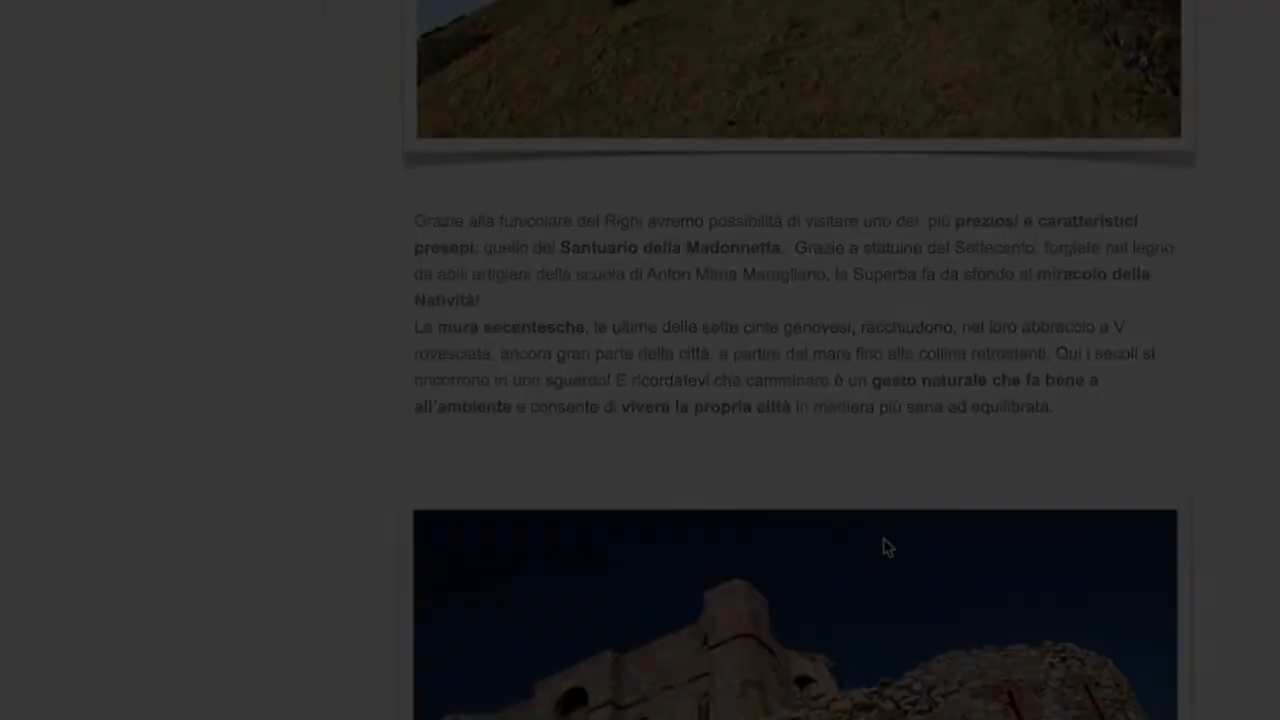 Grazie alla funicolare del Righi avremo possibilità di visitare uno dei più preziosi e caratteristici
presepi: quello del Santuario della Madonnetta. Grazie a statuine del Settecento, forgiate nel legno
da abili artigiani della scuola di Anton Maria Maragliano, la Superba fa da sfondo al miracolo della
Natività!
Le mura secentesche, le ultime delle sette cinte genovesi, racchiudono, nel loro abbraccio a V
rovesciata, ancora gran parte della città, a partire dal mare fino alle colline retrostanti. Qui i secoli si
rincorrono in uno sguardo! E ricordatevi che camminare è un gesto naturale che fa bene a
all'ambiente e consente di vivere la propria città in maniera più sana ed equilibrata.